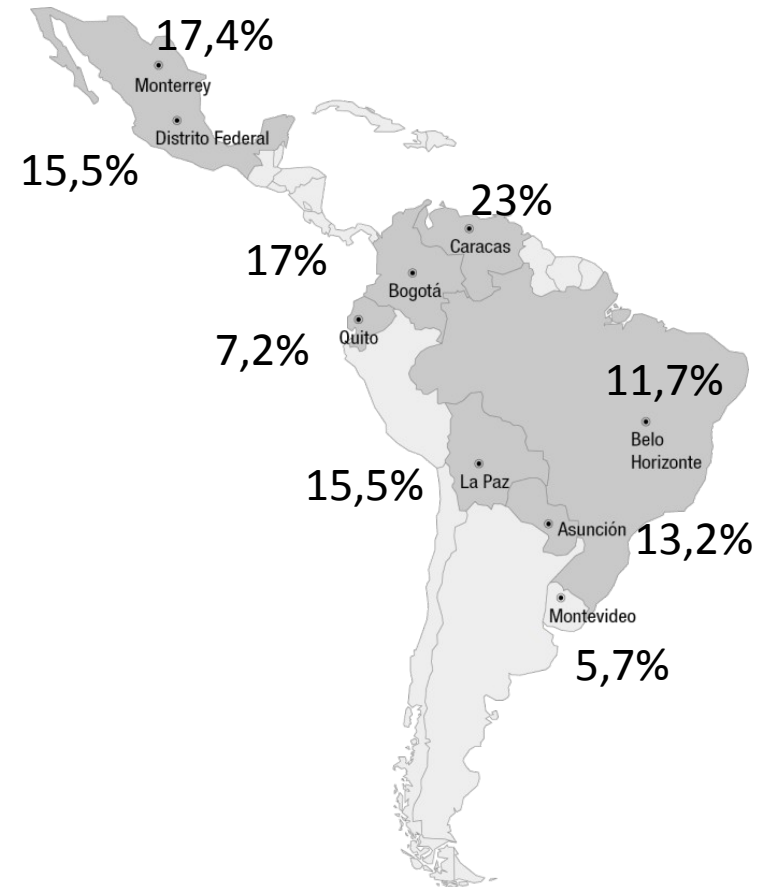 17,4%
Monterrey
Distrito Federal
15,5%
23%
Caracas
17%
Bogotá
Quito
7,2%
11,7%
Belo
Horizonte
15,5%
La Paz
Asunción
13,2%
Montevideo
5,7%